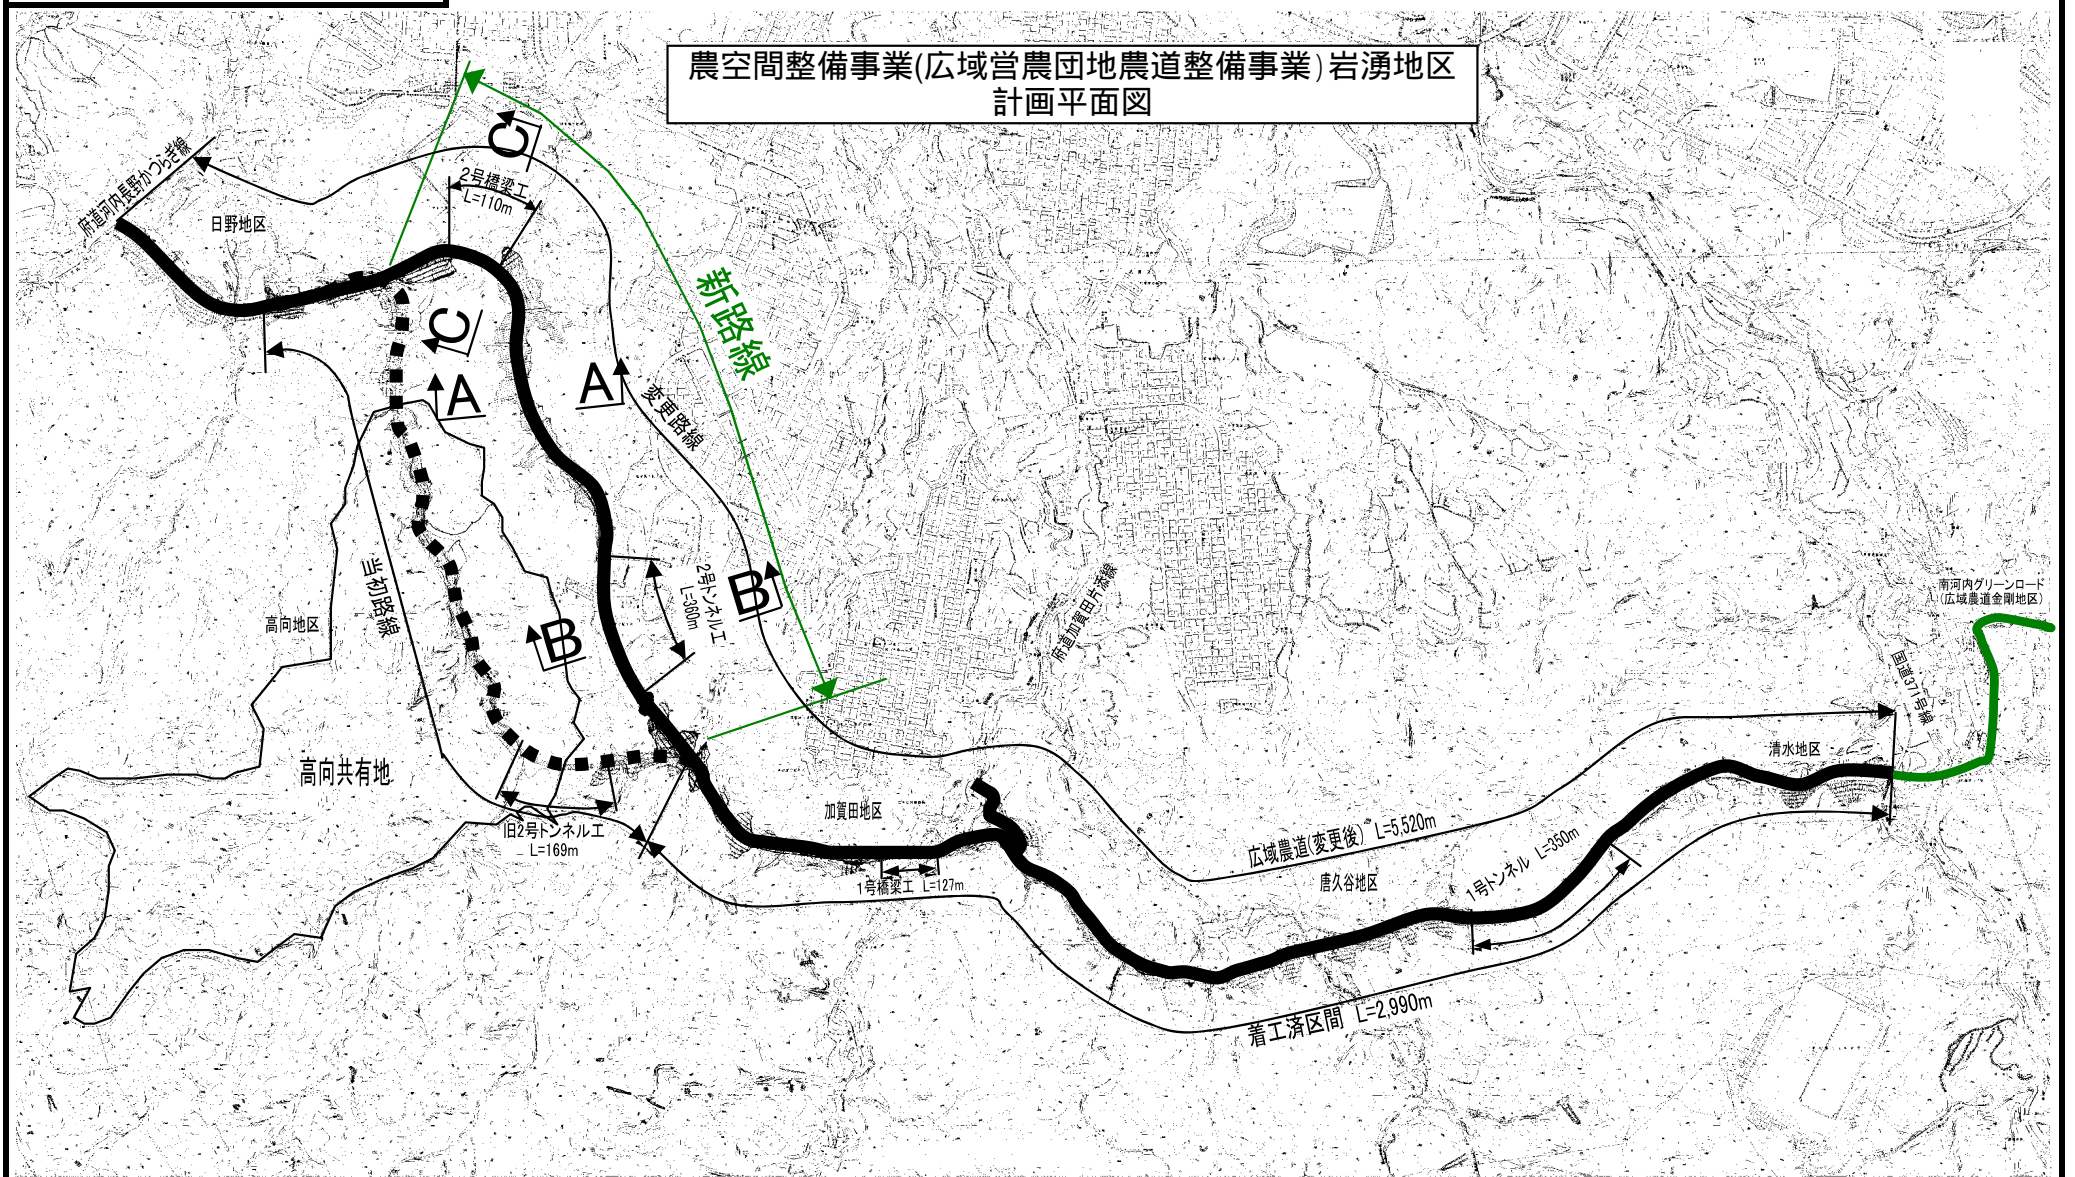 農空間整備事業(広域営農団地農道整備事業)岩湧地区
計画平面図
府道河内長野かつらぎ線
日野地区
C
2号橋梁工
L=110m
新路線
C
A
A
変更路線
当初路線
高向地区
2号トンネル工
L=360m
B
B
府道加賀田片添線
南河内グリーンロード
(広域農道金剛地区)
国道371号線
清水地区
高向共有地
旧2号トンネル工
L=169m
加賀田地区
1号橋梁工 L=127m
広域農道(変更後) L=5,520m
唐久谷地区
1号トンネル L=350m
着工済区間 L=2,990m